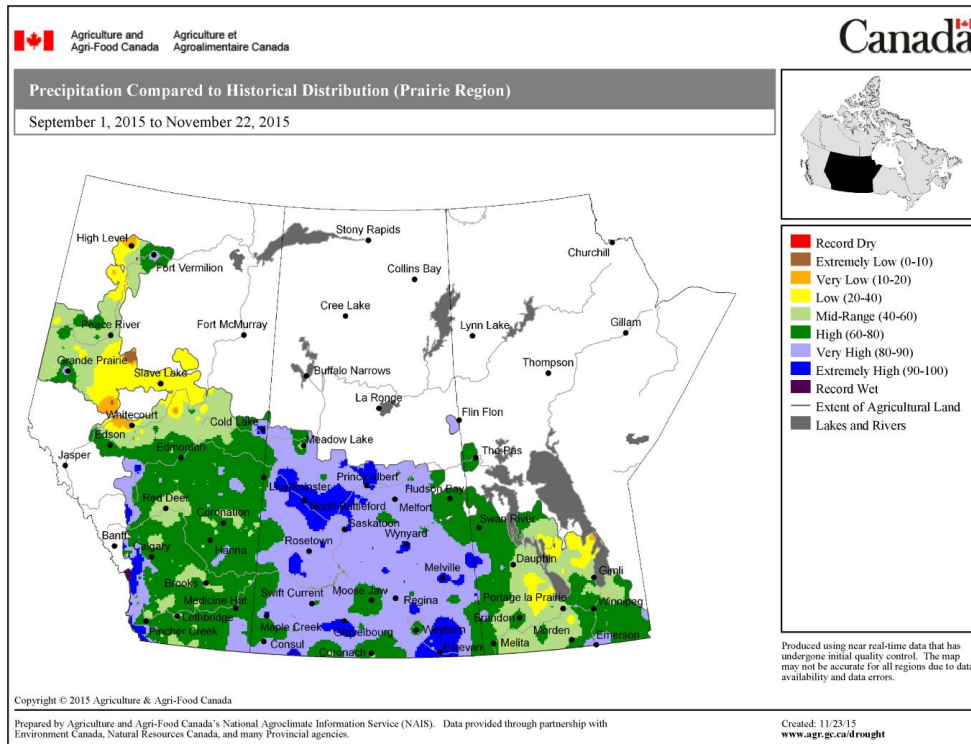 Agriculture and Agriculture et
Agri-Food Canada Agroalimentaire Canada
Canada
Precipitation Compared to Historical Distribution (Prairie Region)
September 1, 2015 to November 22, 2015
Stony Rapids
High Level
Churchill
Fort Vermilion
Collins Bay
Cree Lake
Peace River
Fort McMurray
Lynn Lake
Gillam
Grande Prairie
Slave Lake
Buffalo Narrows
Thompson
La Ronge
Whitecourt
Cold Lake
Flin Flon
Edson
Meadow Lake
Edmonton
The Pas
Jasper
Lloydminster
Prince Albert
Hudson Bay
Red Deer
North Battleford
Melfort
Coronation
Saskatoon
Swan River
Banff
Calgary
Hanna
Rosetown
Wynyard
Dauphin
Gimli
Brooks
Melville
Medicine Hat
Swift Current
Moose Jaw
Regina
Portage la Prairie
Winnipeg
Lethbridge
Brandon
Pincher Creek
Maple Creek
Gravelbourg
Weyburn
Morden
Emerson
Consul
Coronach
Estevan
Melita
Record Dry
Extremely Low (0-10)
Very Low (10-20)
Low (20-40)
Mid-Range (40-60)
High (60-80)
Very High (80-90)
Extremely High (90-100)
Record Wet
Extent of Agricultural Land
Lakes and Rivers
Produced using near real-time data that has
undergone initial quality control. The map
may not be accurate for all regions due to data
availability and data errors.
Copyright © 2015 Agriculture & Agri-Food Canada
Prepared by Agriculture and Agri-Food Canada's National Agroclimate Information Service (NAIS). Data provided through partnership with
Environment Canada, Natural Resources Canada, and many Provincial agencies.
Created: 11/23/15
www.agr.gc.ca/drought